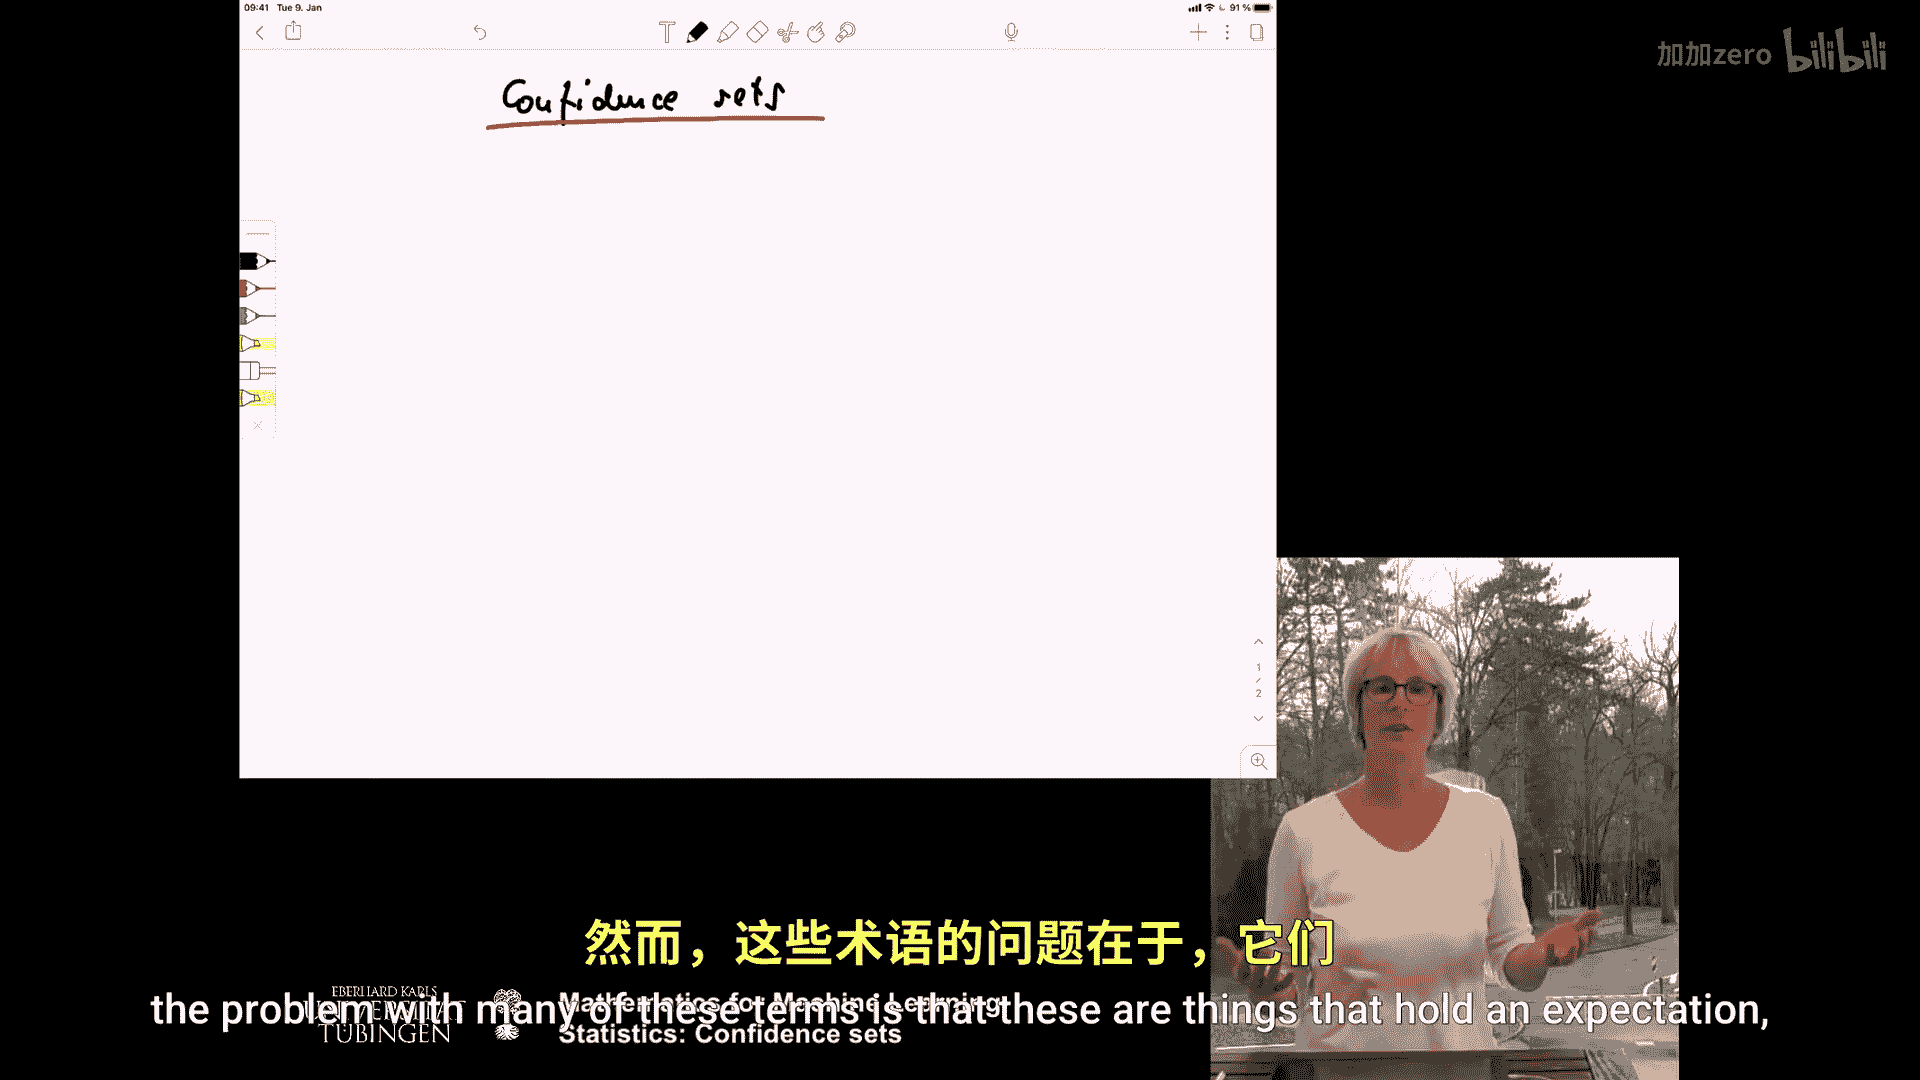 09:41 Tue 9. Jan
91 %
加加zero bilibili
Confidence sets
1
/
2
然而，这些术语的问题在于，它们
the problem with many of these terms is that these are things that hold an expectation,
EBERHARD KARLS
UNIVERSITÄT
TÜBINGEN
Mathematics for Machine Learning
Statistics: Confidence sets